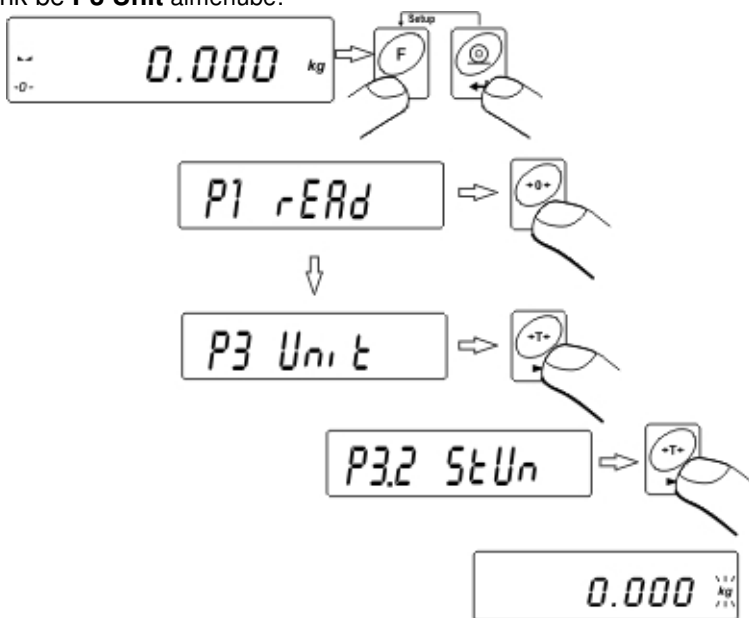 be P3 Unit almenübe.
Setup
0.000 kg
-0-
F
P1 rEAd
+0+
P3 Unit
+T+
P3.2 StUn
+T+
0.000 kg